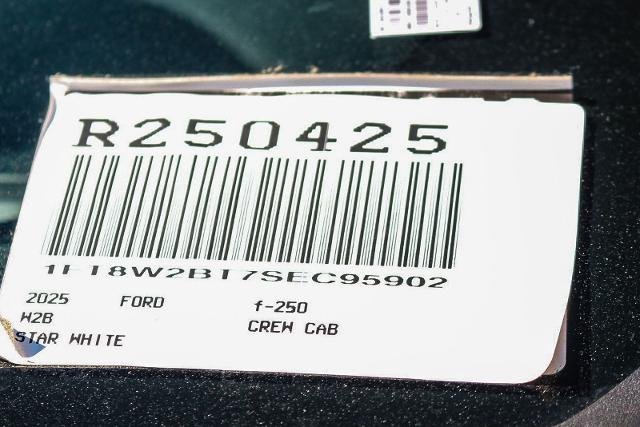 R250425
1FT8W2BT7SEC95902
2025 FORD f-250
W2B CREW CAB
STAR WHITE